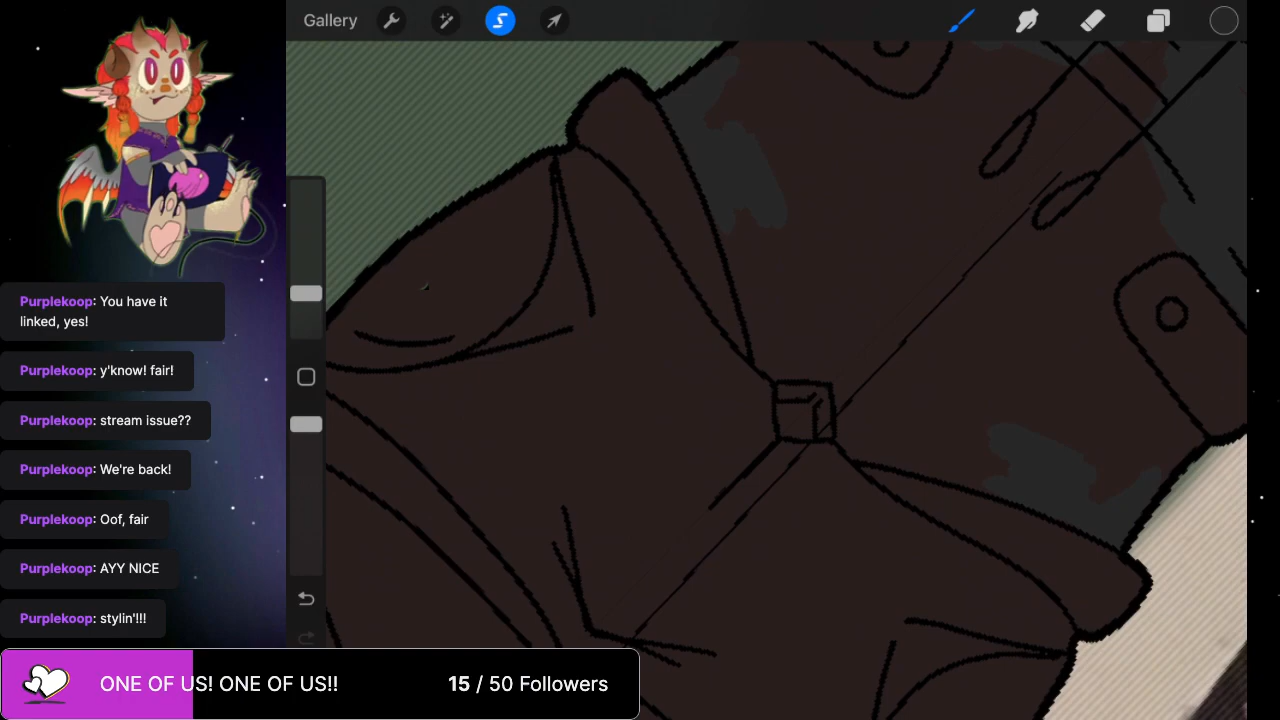 Gallery
Purplekoop: You have it
linked, yes!
Purplekoop: y'know! fair!
Purplekoop: stream issue??
Purplekoop: We're back!
Purplekoop: Oof, fair
Purplekoop: AYY NICE
Purplekoop: stylin'!!!
ONE OF US! ONE OF US!! 15 / 50 Followers